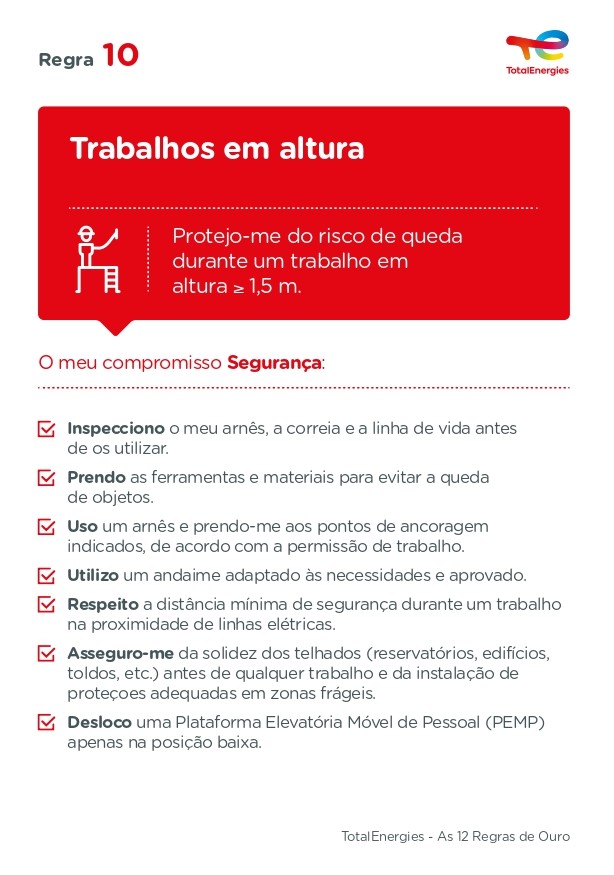 Regra 10
TotalEnergies
Trabalhos em altura
Protejo-me do risco de queda
durante um trabalho em
altura ≥ 1,5 m.
O meu compromisso Segurança:
Inspecciono o meu arnês, a correia e a linha de vida antes
de os utilizar.
Prendo as ferramentas e materiais para evitar a queda
de objetos.
Uso um arnês e prendo-me aos pontos de ancoragem
indicados, de acordo com a permissão de trabalho.
Utilizo um andaime adaptado às necessidades e aprovado.
Respeito a distância mínima de segurança durante um trabalho
na proximidade de linhas elétricas.
Asseguro-me da solidez dos telhados (reservatórios, edifícios,
toldos, etc.) antes de qualquer trabalho e da instalação de
proteçoes adequadas em zonas frágeis.
Desloco uma Plataforma Elevatória Móvel de Pessoal (PEMP)
apenas na posição baixa.
TotalEnergies - As 12 Regras de Ouro